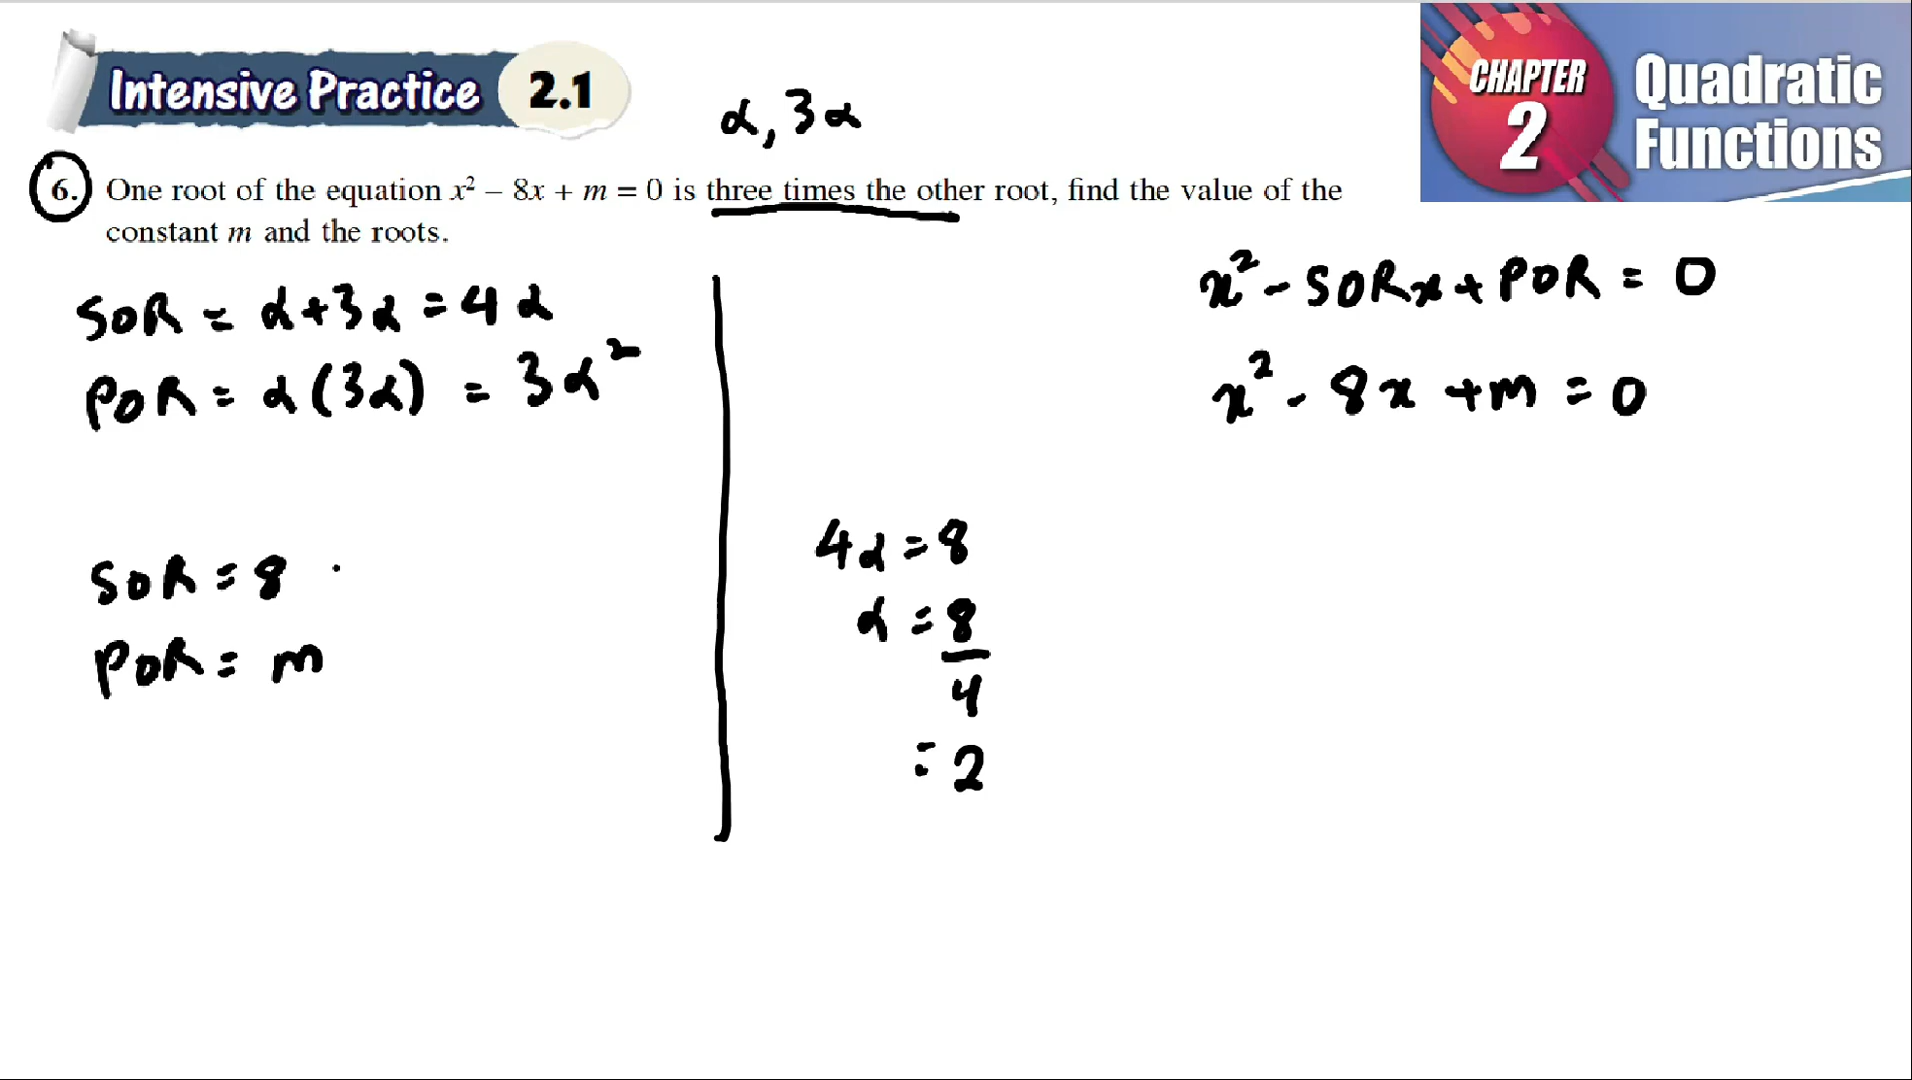 Intensive Practice 2.1
CHAPTER 2
Quadratic Functions
α, 3α
6. One root of the equation x² − 8x + m = 0 is three times the other root, find the value of the
constant m and the roots.
SOR = α+3α = 4α
POR = α(3α) = 3α²
SOR = 8
POR = m
4α = 8
α = 8/4
= 2
x² - SORx + POR = 0
x² - 8x + m = 0